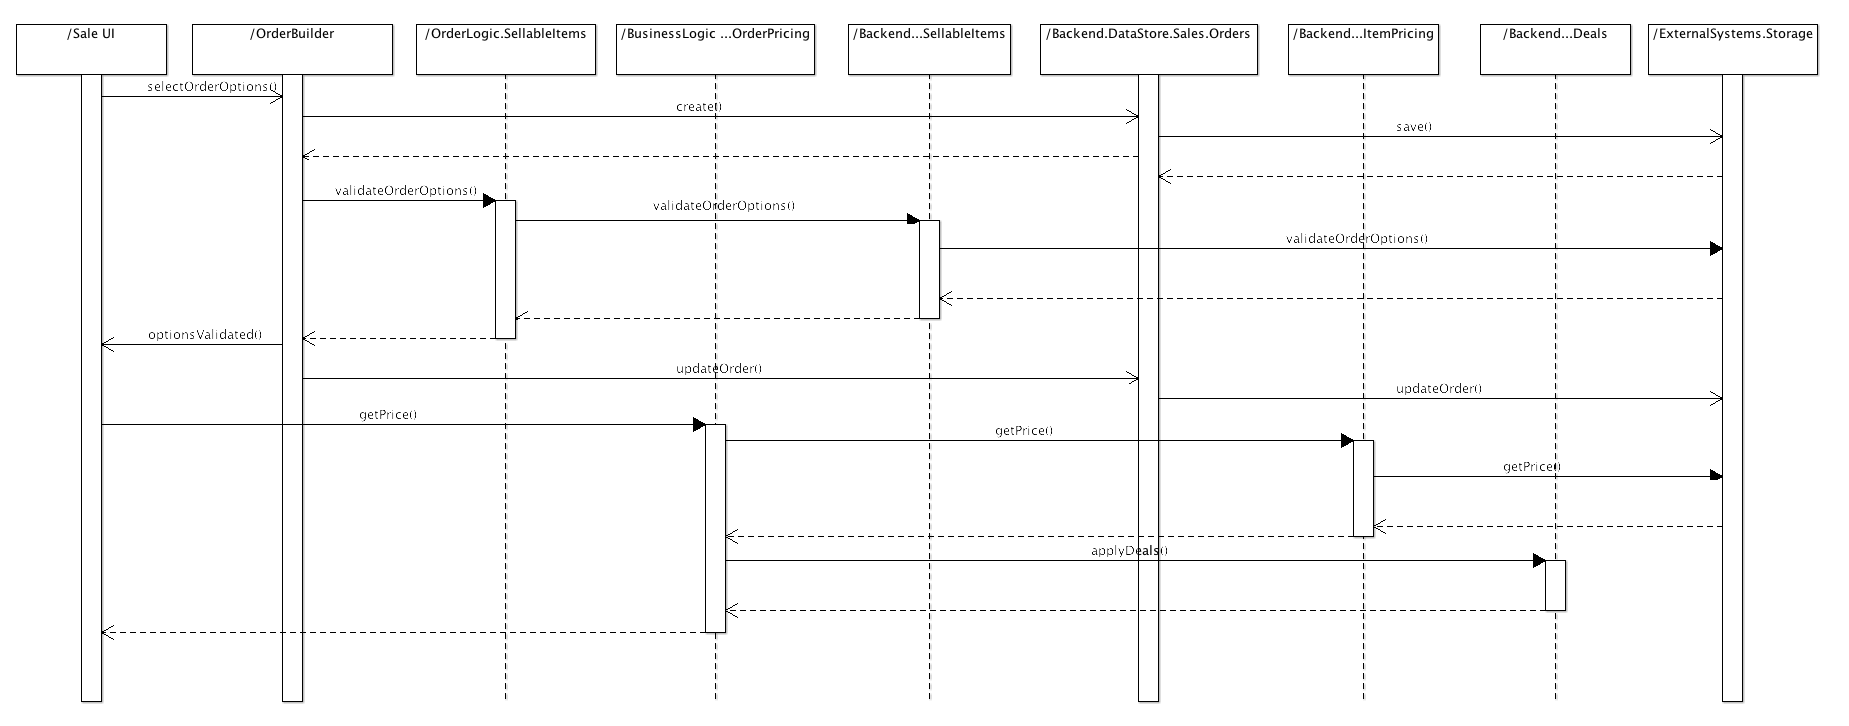 /Sale UI
/OrderBuilder
/OrderLogic.SellableItems
/BusinessLogic ...OrderPricing
/Backend...SellableItems
/Backend.DataStore.Sales.Orders
/Backend...ItemPricing
/Backend...Deals
/ExternalSystems.Storage
selectOrderOptions()
create()
save()
validateOrderOptions()
validateOrderOptions()
validateOrderOptions()
optionsValidated()
updateOrder()
updateOrder()
getPrice()
getPrice()
getPrice()
applyDeals()